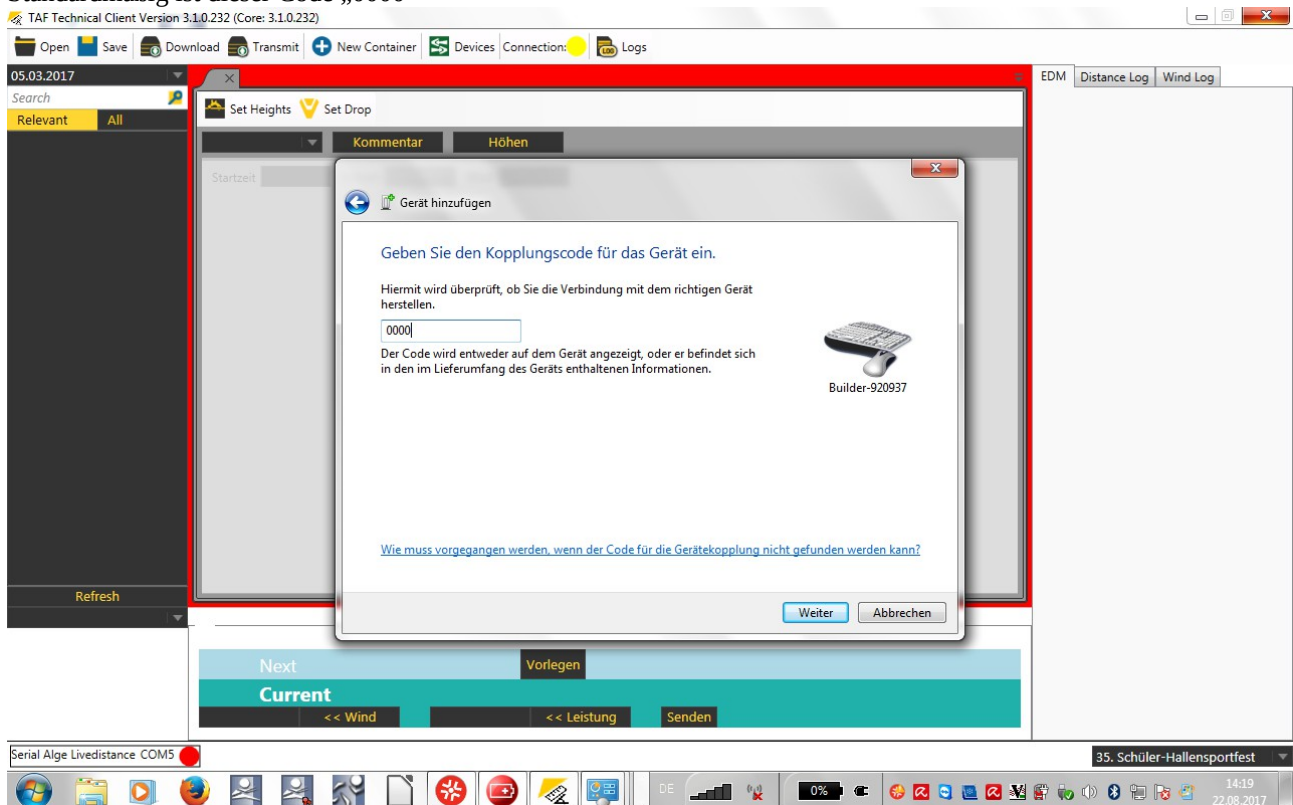 Standardmäßig ist dieser Code „0000“
TAF Technical Client Version 3.1.0.232 (Core: 3.1.0.232)
Open Save Download Transmit New Container Devices Connection: Logs
05.03.2017
Search
Relevant All
Set Heights Set Drop
Kommentar Höhen
Startzeit
EDM Distance Log Wind Log
Gerät hinzufügen
Geben Sie den Kopplungscode für das Gerät ein.
Hiermit wird überprüft, ob Sie die Verbindung mit dem richtigen Gerät
herstellen.
0000
Der Code wird entweder auf dem Gerät angezeigt, oder er befindet sich
in den im Lieferumfang des Geräts enthaltenen Informationen.
Builder-920937
Wie muss vorgegangen werden, wenn der Code für die Gerätekopplung nicht gefunden werden kann?
Weiter Abbrechen
Refresh
Next Vorlegen
Current
<< Wind << Leistung Senden
Serial Alge Livedistance COM5
35. Schüler-Hallensportfest
DE 0% 14:19
22.08.2017